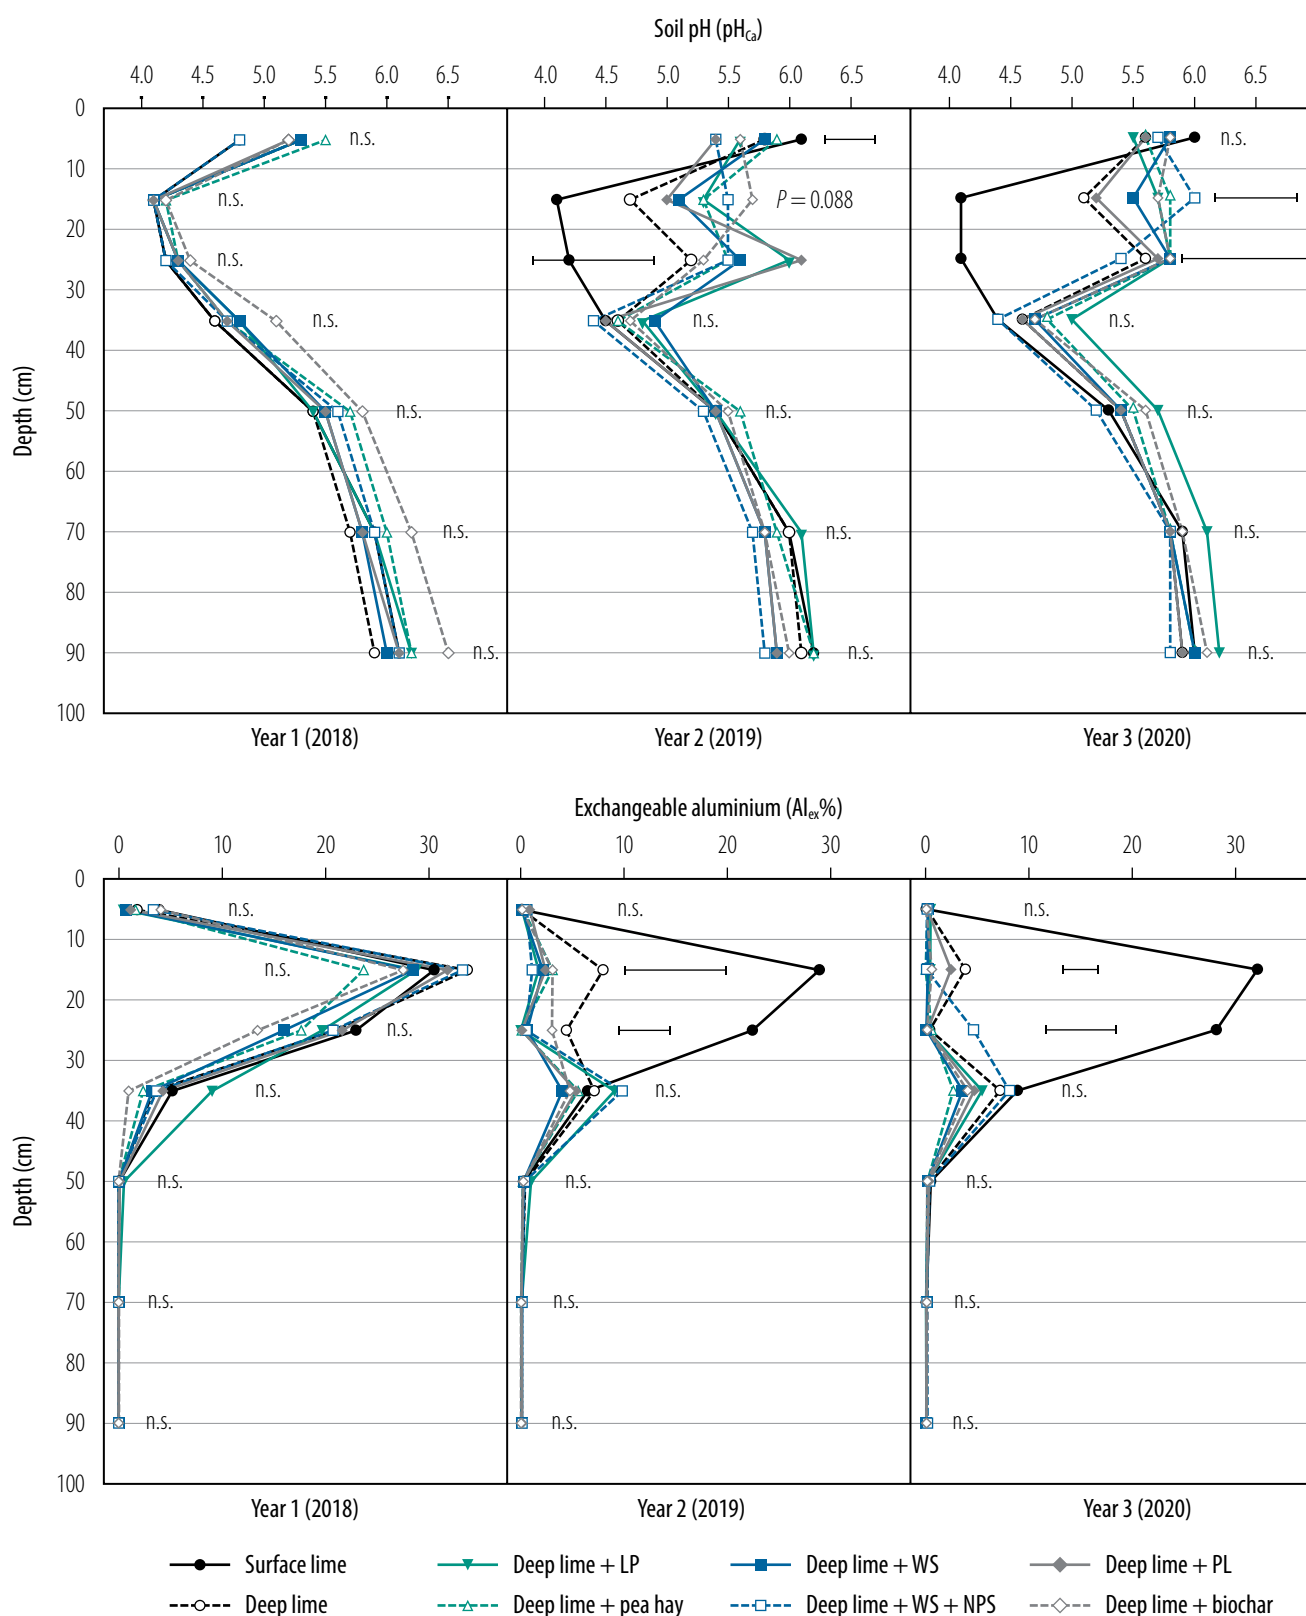 Soil pH (pHCa)
4.0 4.5 5.0 5.5 6.0 6.5 4.0 4.5 5.0 5.5 6.0 6.5 4.0 4.5 5.0 5.5 6.0 6.5
0
n.s. n.s.
10
n.s. P = 0.088
20
n.s.
30
n.s. n.s. n.s.
40
Depth (cm)
50 n.s. n.s. n.s.
60
70 n.s. n.s. n.s.
80
90 n.s. n.s. n.s.
100
Year 1 (2018) Year 2 (2019) Year 3 (2020)
Exchangeable aluminium (Alex%)
0 10 20 30 0 10 20 30 0 10 20 30
0
n.s. n.s. n.s.
10
n.s.
20
n.s.
30
n.s. n.s. n.s.
40
Depth (cm)
50 n.s. n.s. n.s.
60
70 n.s. n.s. n.s.
80
90 n.s. n.s. n.s.
100
Year 1 (2018) Year 2 (2019) Year 3 (2020)
Surface lime Deep lime + LP Deep lime + WS Deep lime + PL
Deep lime Deep lime + pea hay Deep lime + WS + NPS Deep lime + biochar